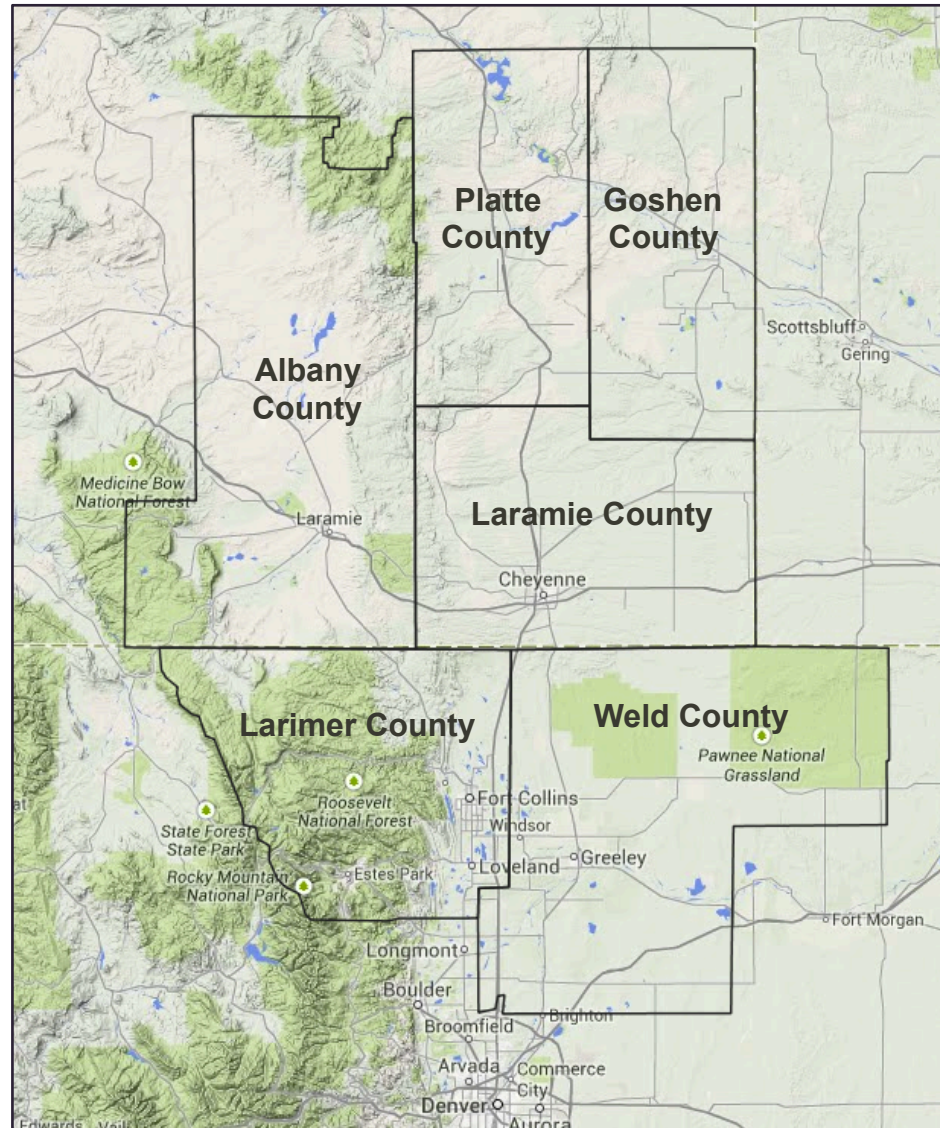 Platte
County
Goshen
County
Scottsbluff
Gering
Albany
County
Medicine Bow
National Forest
Laramie County
Laramie
Cheyenne
Larimer County
Weld County
Pawnee National
Grassland
Roosevelt
National Forest
Fort Collins
Windsor
State Forest
State Park
Greeley
Loveland
Rocky Mountain
National Park
Estes Park
Fort Morgan
Longmont
Boulder
Brighton
Broomfield
Arvada
Commerce
City
Denver
Aurora
Edwards
Vail